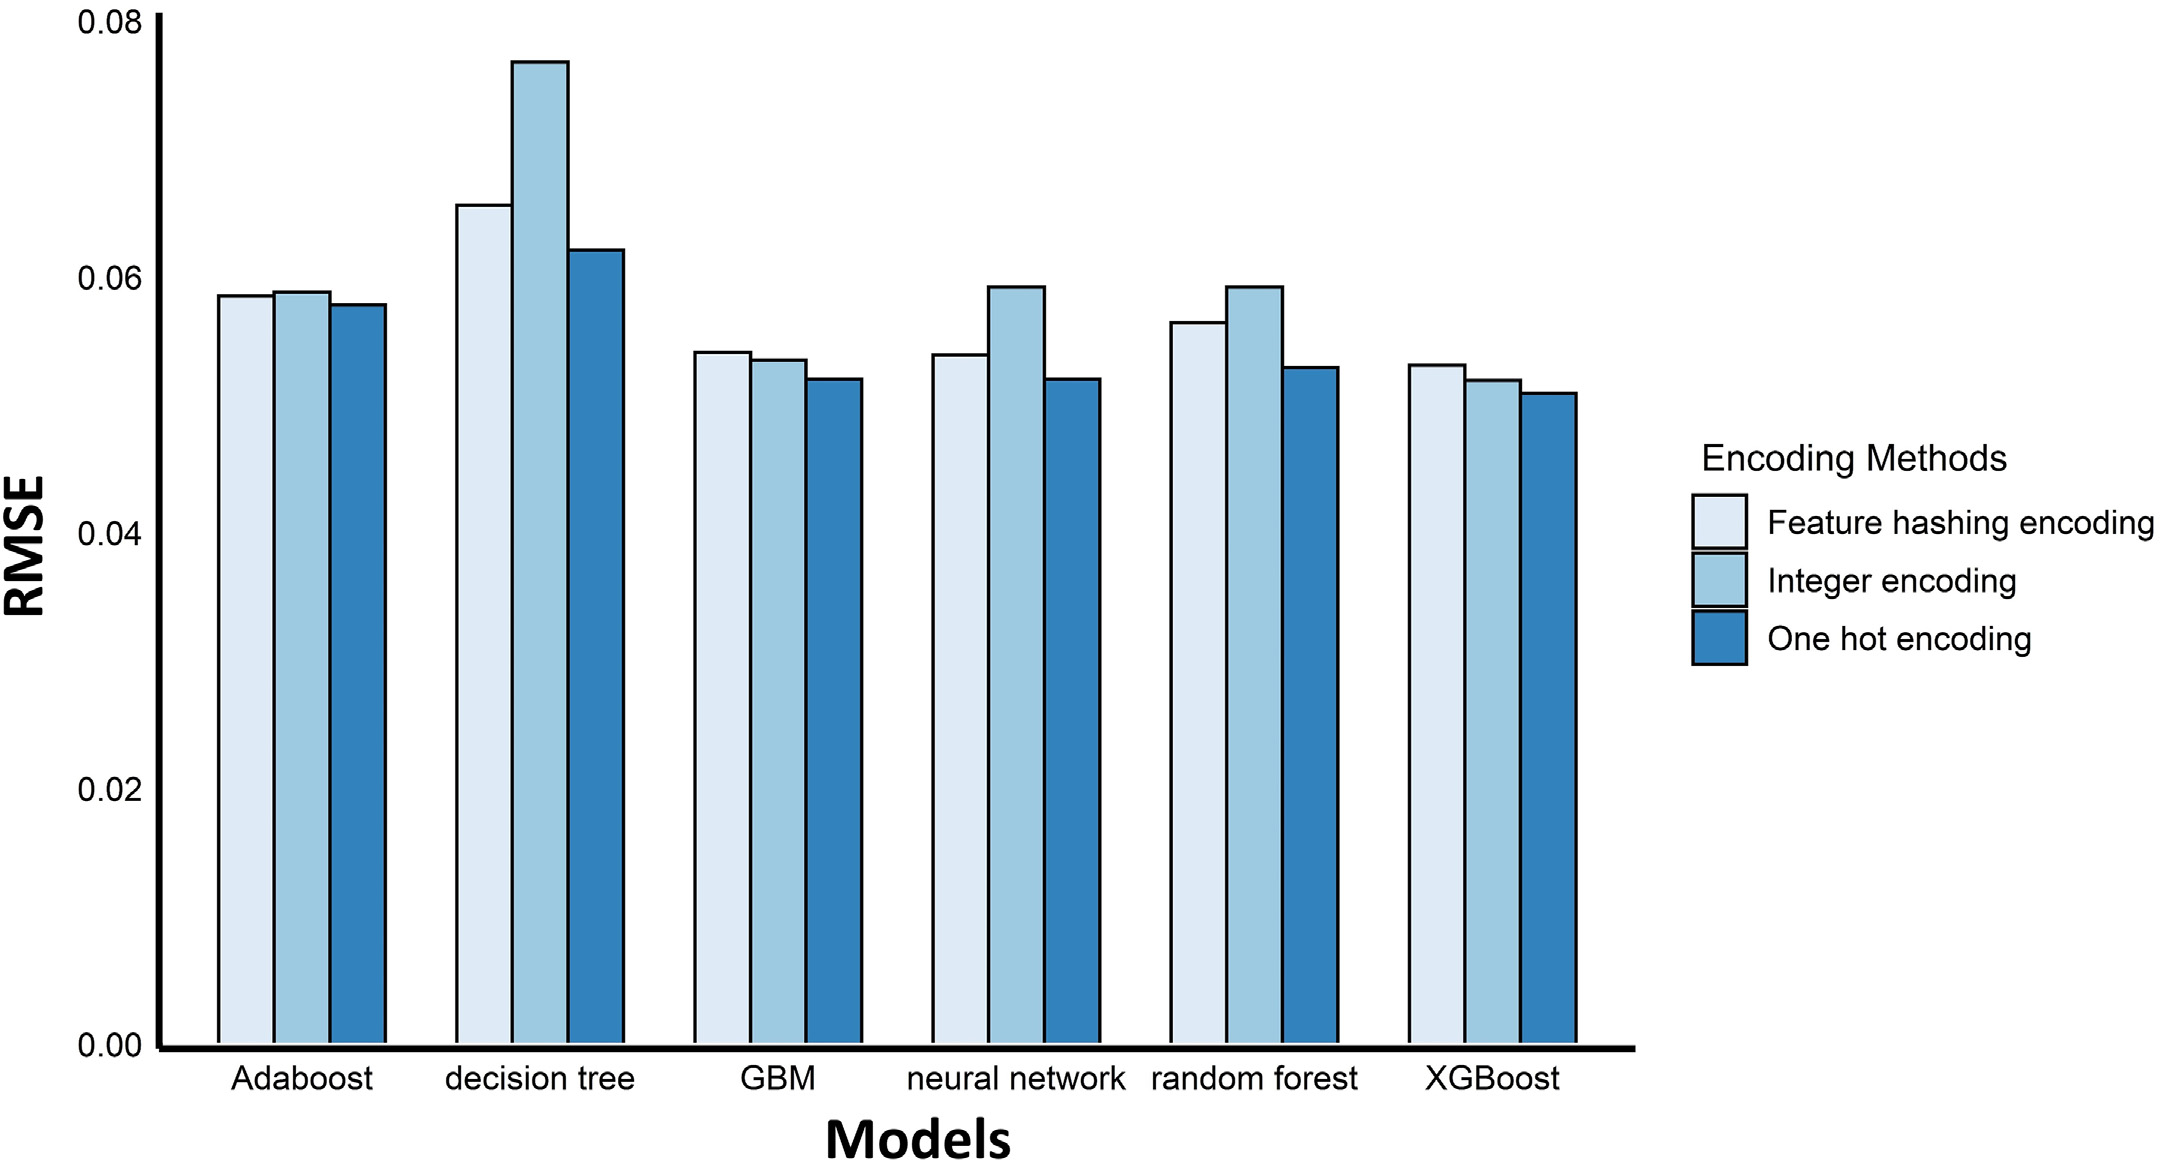 0.08
0.06
0.04
0.02
0.00
RMSE
Adaboost decision tree GBM neural network random forest XGBoost
Models
Encoding Methods
Feature hashing encoding
Integer encoding
One hot encoding